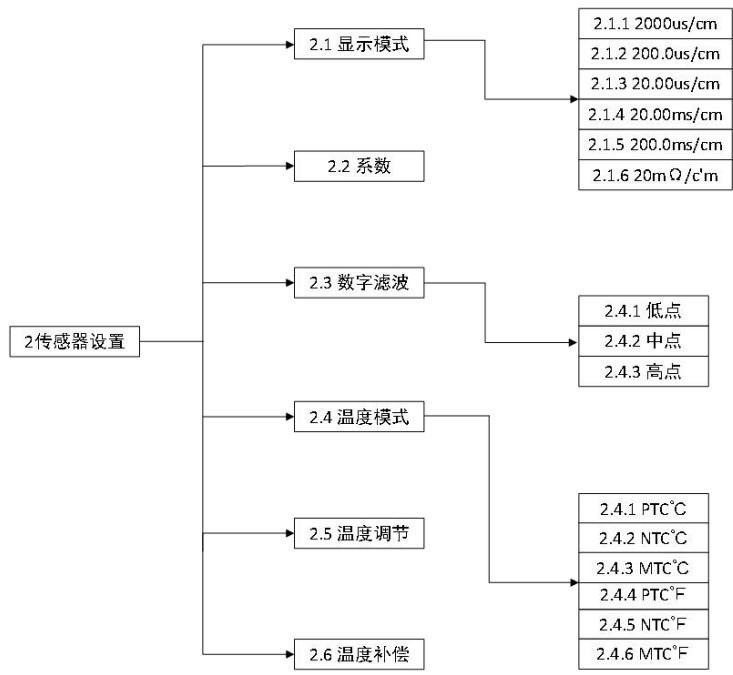 2传感器设置
2.1 显示模式
2.1.1 2000us/cm
2.1.2 200.0us/cm
2.1.3 20.00us/cm
2.1.4 20.00ms/cm
2.1.5 200.0ms/cm
2.1.6 20mΩ/c'm
2.2 系数
2.3 数字滤波
2.4.1 低点
2.4.2 中点
2.4.3 高点
2.4 温度模式
2.4.1 PTC℃
2.4.2 NTC℃
2.4.3 MTC℃
2.4.4 PTC℉
2.4.5 NTC℉
2.4.6 MTC℉
2.5 温度调节
2.6 温度补偿